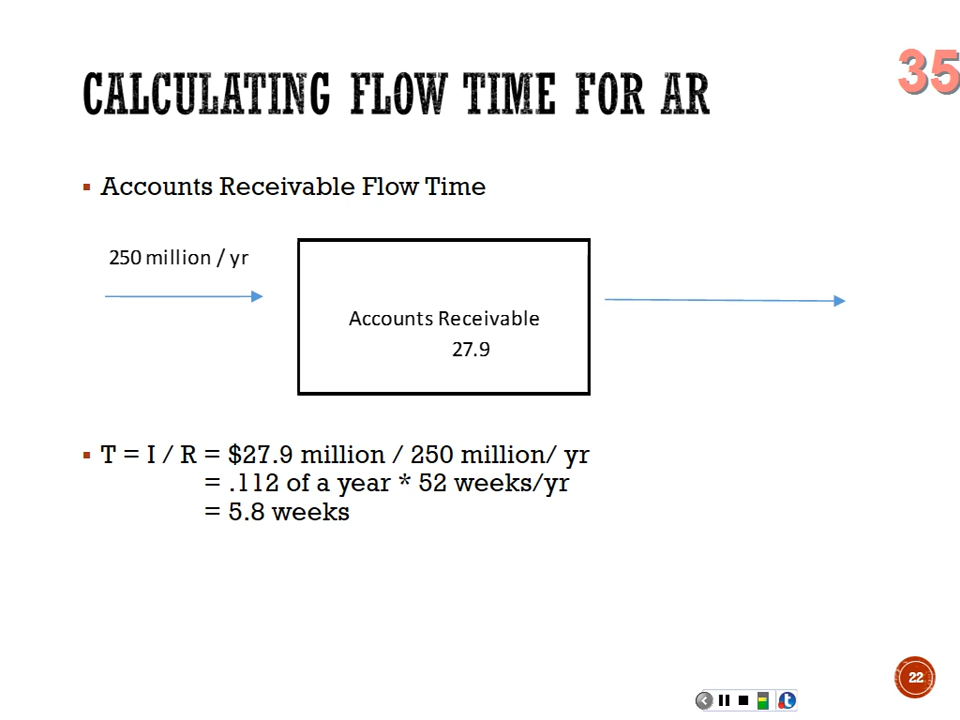 35
CALCULATING FLOW TIME FOR AR
▪ Accounts Receivable Flow Time
250 million / yr
Accounts Receivable
27.9
▪ T = I / R = $27.9 million / 250 million/ yr
= .112 of a year * 52 weeks/yr
= 5.8 weeks
22
t